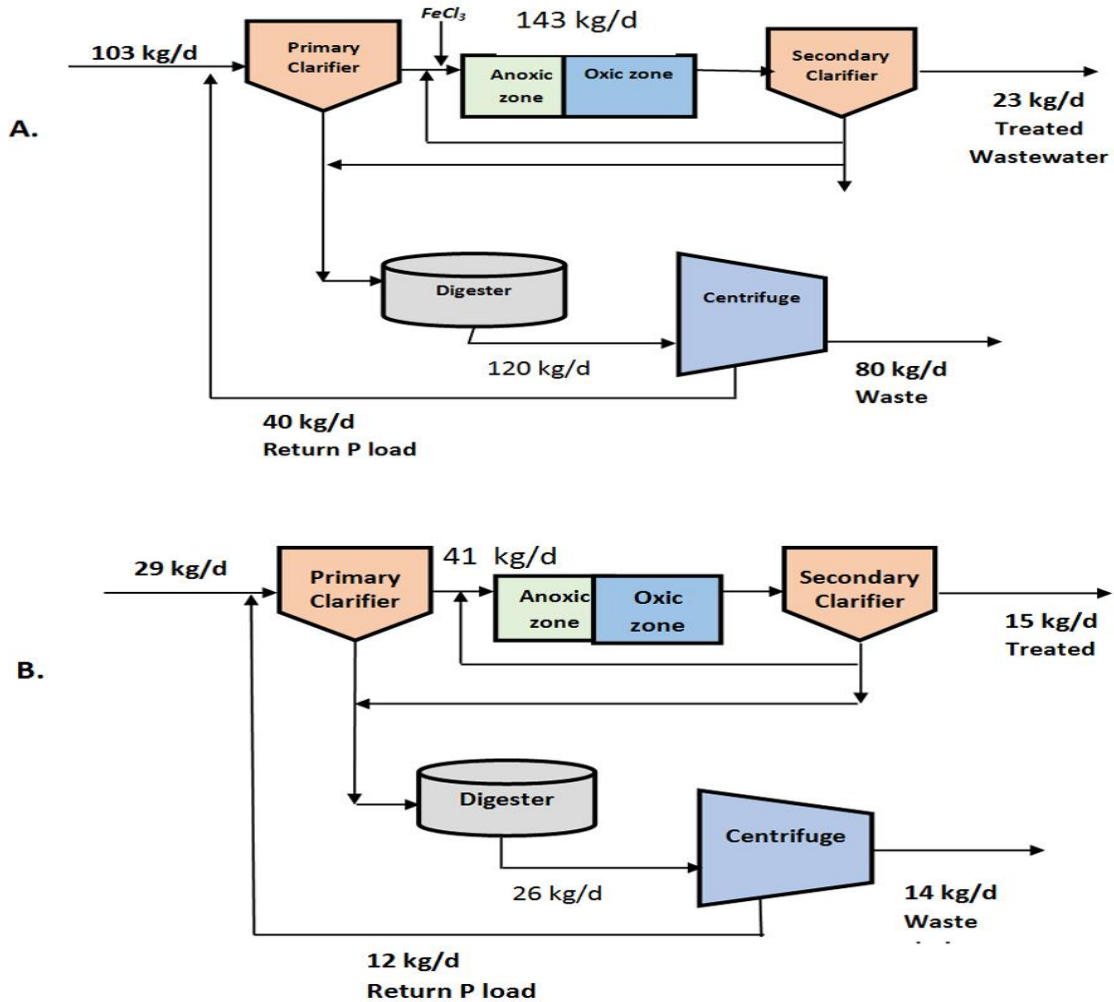 FeCl3
143 kg/d
103 kg/d
Primary
Clarifier
Anoxic
zone
Oxic zone
Secondary
Clarifier
23 kg/d
Treated
Wastewater
A.
Digester
Centrifuge
120 kg/d
80 kg/d
Waste
40 kg/d
Return P load
29 kg/d
Primary
Clarifier
41 kg/d
Anoxic
zone
Oxic
zone
Secondary
Clarifier
15 kg/d
Treated
B.
Digester
Centrifuge
26 kg/d
14 kg/d
Waste
12 kg/d
Return P load